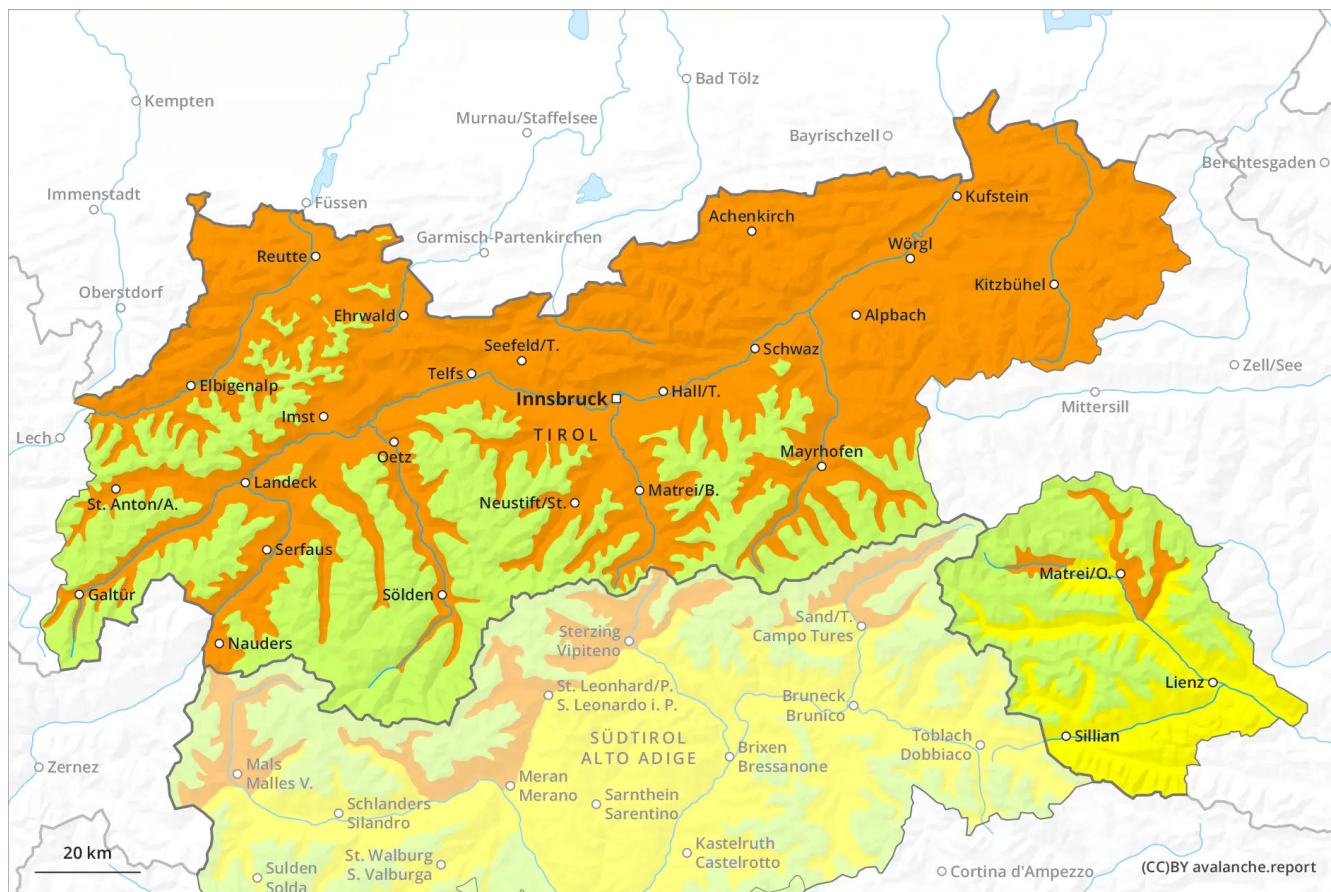 Kempten
Bad Tölz
Murnau/Staffelsee
Bayrischzell
Berchtesgaden
Immenstadt
Füssen
Kufstein
Achenkirch
Garmisch-Partenkirchen
Wörgl
Reutte
Oberstdorf
Kitzbühel
Ehrwald
Alpbach
Seefeld/T.
Schwaz
Zell/See
Telfs
Elbigenalp
Innsbruck
Hall/T.
Mittersill
Imst
Lech
TIROL
Oetz
Mayrhofen
Landeck
St. Anton/A.
Neustift/St.
Matrei/B.
Serfaus
Matrei/O.
Galtür
Sölden
Sand/T.
Campo Tures
Sterzing
Vipiteno
Nauders
Lienz
St. Leonhard/P.
S. Leonardo i. P.
Bruneck
Brunico
SÜDTIROL
ALTO ADIGE
Toblach
Dobbiaco
Sillian
Brixen
Bressanone
Zernez
Mals
Malles V.
Meran
Merano
Sarnthein
Sarentino
Schlanders
Silandro
Kastelruth
Castelrotto
20 km
St. Walburg
S. Valburga
Sulden
Solda
Cortina d'Ampezzo
(CC)BY avalanche.report